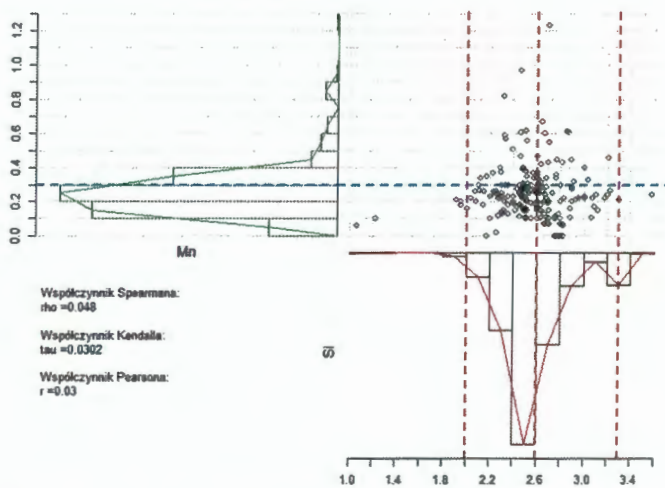 0.0 0.2 0.4 0.6 0.8 1.0 1.2
Mn
Współczynnik Spearmana:
rho =0.048
Współczynnik Kendalla:
tau =0.0302
Współczynnik Pearsona:
r =0.03
Si
1.0 1.4 1.8 2.2 2.6 3.0 3.4